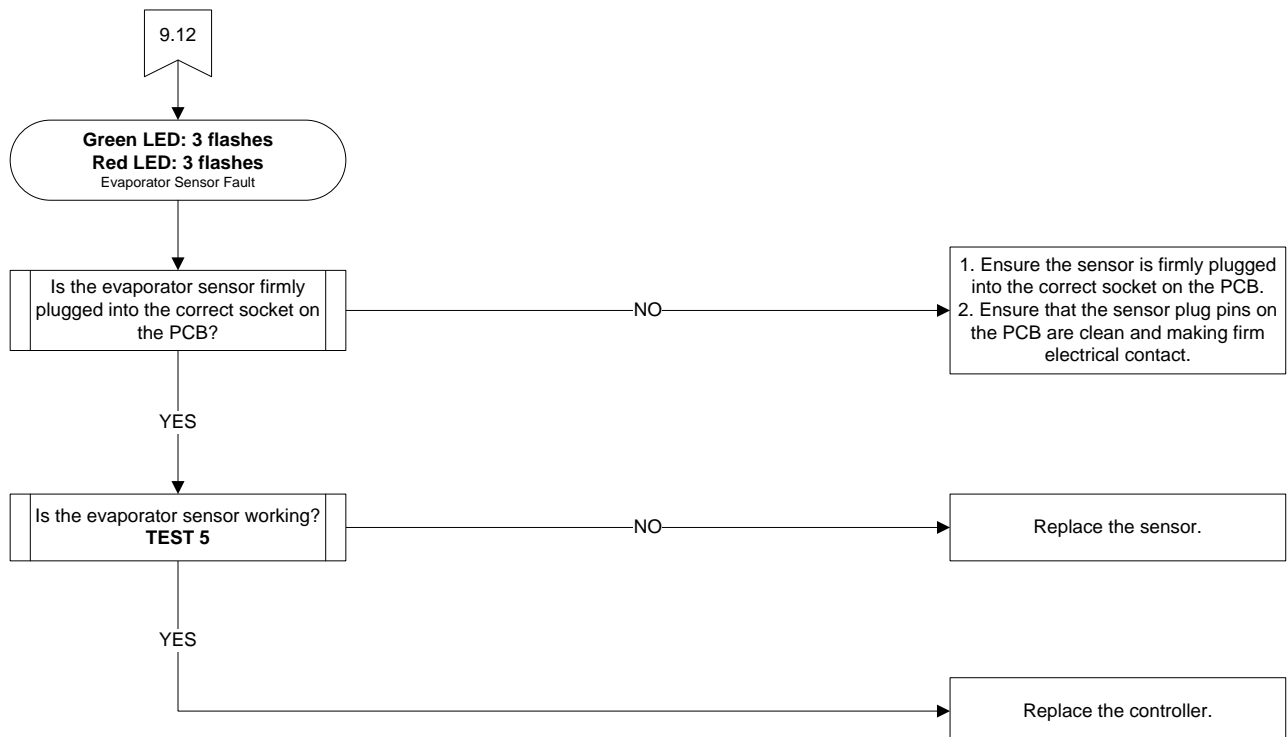 9.12
Green LED: 3 flashes
Red LED: 3 flashes
Evaporator Sensor Fault
Is the evaporator sensor firmly
plugged into the correct socket on
the PCB?
NO
1. Ensure the sensor is firmly plugged
into the correct socket on the PCB.
2. Ensure that the sensor plug pins on
the PCB are clean and making firm
electrical contact.
YES
Is the evaporator sensor working?
TEST 5
NO
Replace the sensor.
YES
Replace the controller.